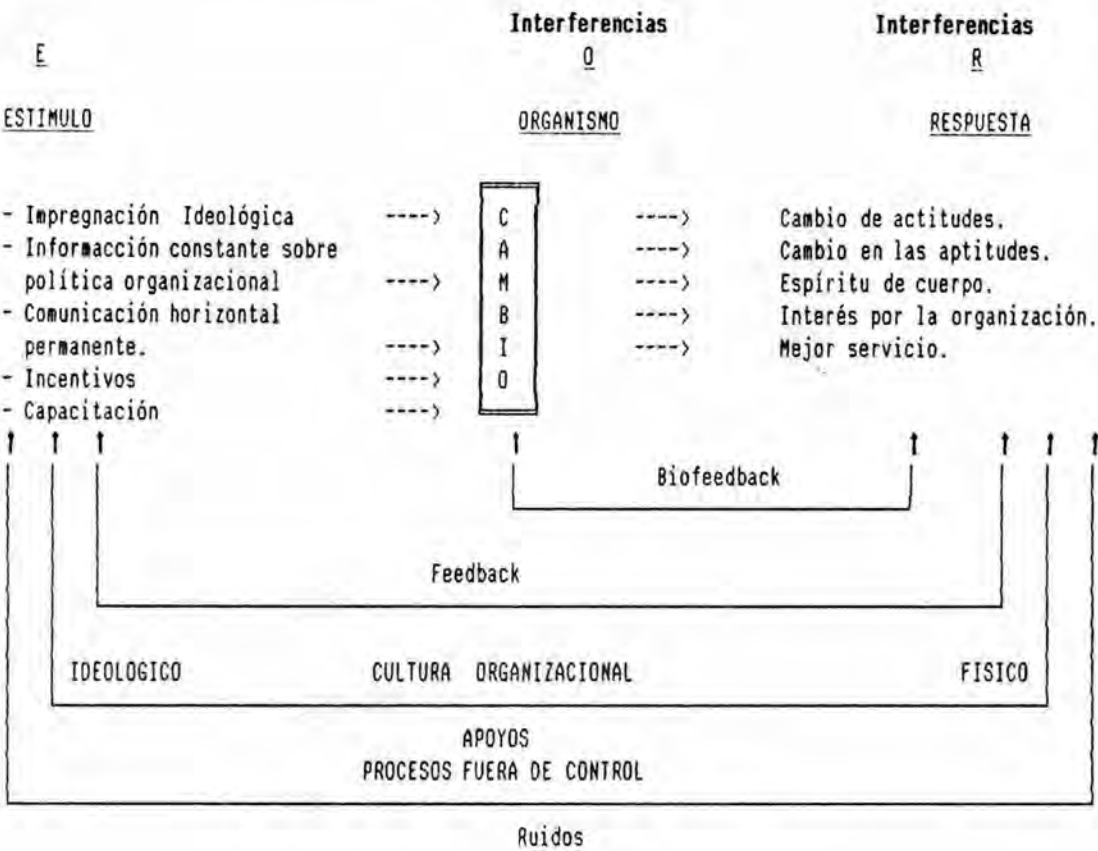 Interferencias Interferencias
E O R
ESTIMULO ORGANISMO RESPUESTA
- Impregnación Ideológica ----> C ----> Cambio de actitudes.
- Informacción constante sobre A ----> Cambio en las aptitudes.
política organizacional ----> M ----> Espíritu de cuerpo.
- Comunicación horizontal B ----> Interés por la organización.
permanente. ----> I ----> Mejor servicio.
- Incentivos ----> O
- Capacitación ---->
Biofeedback
Feedback
IDEOLOGICO CULTURA ORGANIZACIONAL FISICO
APOYOS
PROCESOS FUERA DE CONTROL
Ruidos